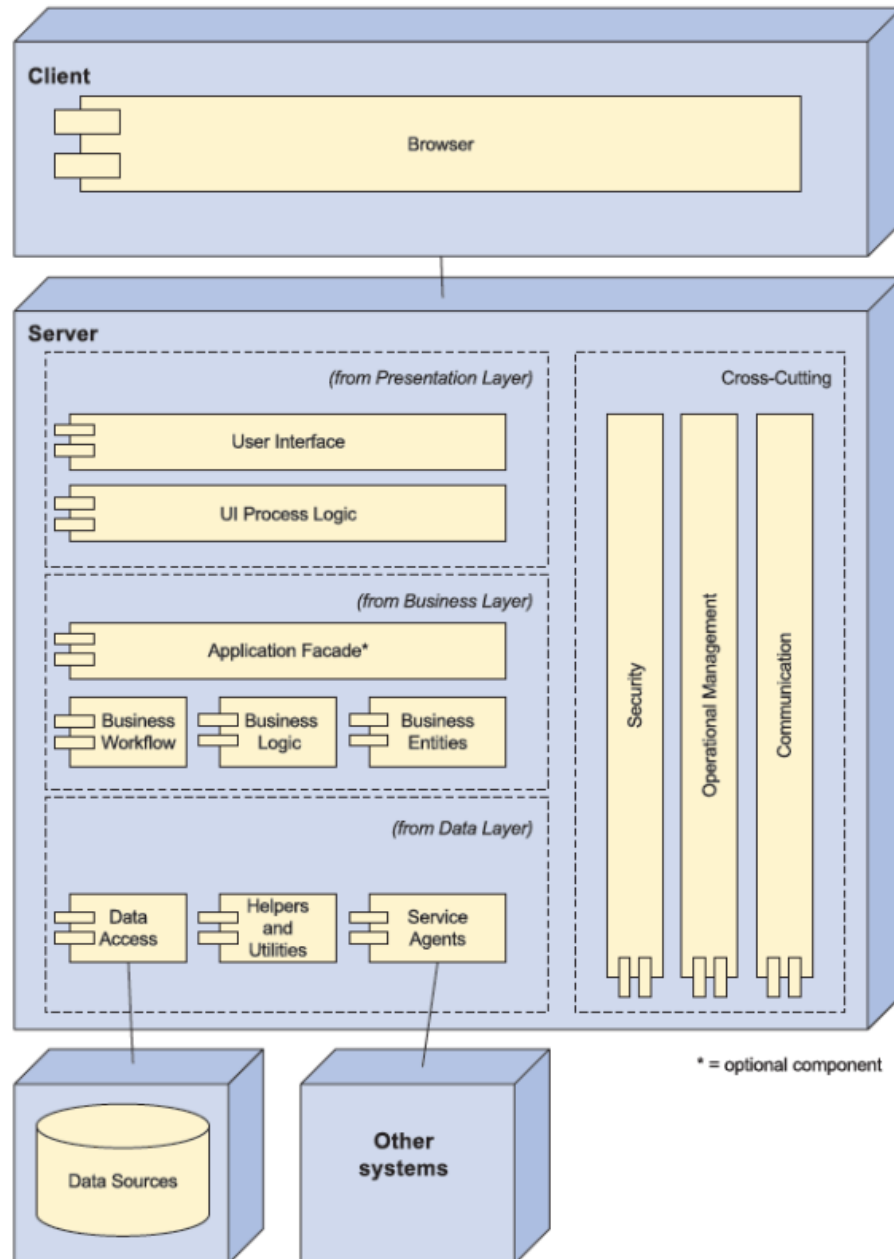 Client
Browser
Server
(from Presentation Layer)
User Interface
UI Process Logic
(from Business Layer)
Application Facade*
Business
Workflow
Business
Logic
Business
Entities
(from Data Layer)
Data
Access
Helpers
and
Utilities
Service
Agents
Cross-Cutting
Security
Operational Management
Communication
* = optional component
Data Sources
Other
systems